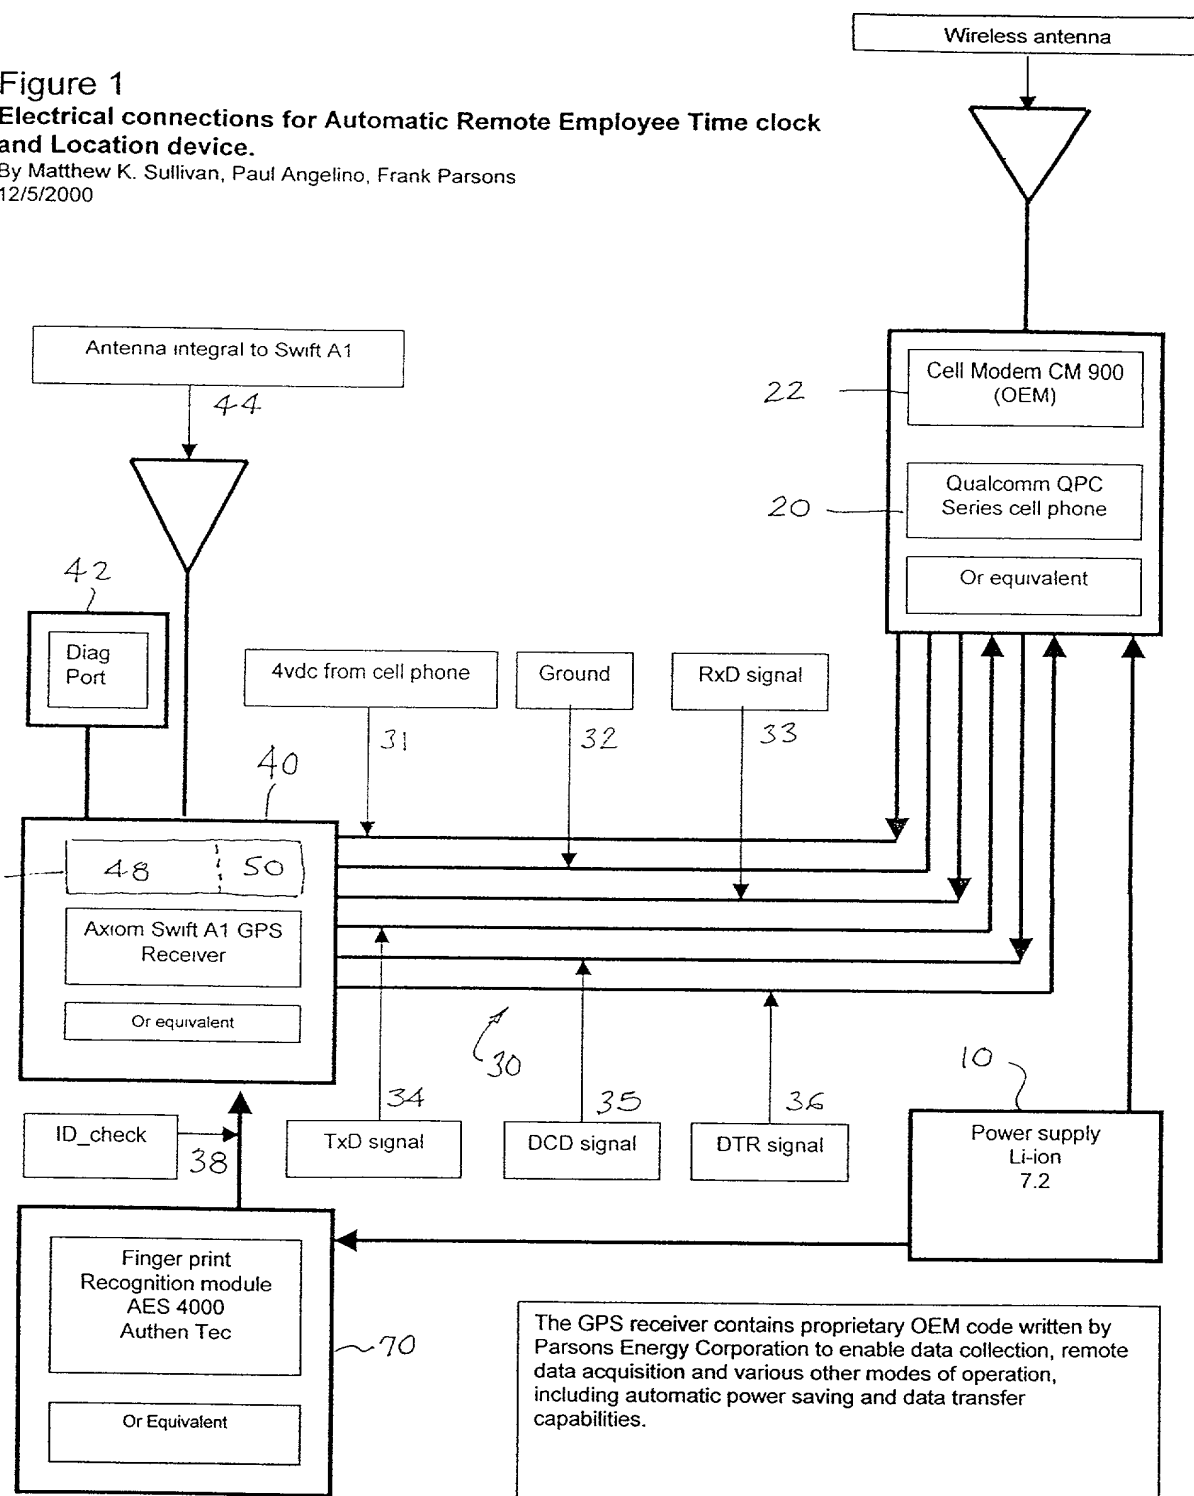 Wireless antenna
Figure 1
Electrical connections for Automatic Remote Employee Time clock
and Location device.
By Matthew K. Sullivan, Paul Angelino, Frank Parsons
12/5/2000
Antenna integral to Swift A1
44
Cell Modem CM 900
(OEM)
22
Qualcomm QPC
Series cell phone
20
Or equivalent
42
Diag
Port
4vdc from cell phone
31
Ground
32
RxD signal
33
40
48
50
Axiom Swift A1 GPS
Receiver
Or equivalent
30
34
35
36
10
ID_check
38
TxD signal
DCD signal
DTR signal
Power supply
Li-ion
7.2
Finger print
Recognition module
AES 4000
Authen Tec
70
Or Equivalent
The GPS receiver contains proprietary OEM code written by
Parsons Energy Corporation to enable data collection, remote
data acquisition and various other modes of operation,
including automatic power saving and data transfer
capabilities.